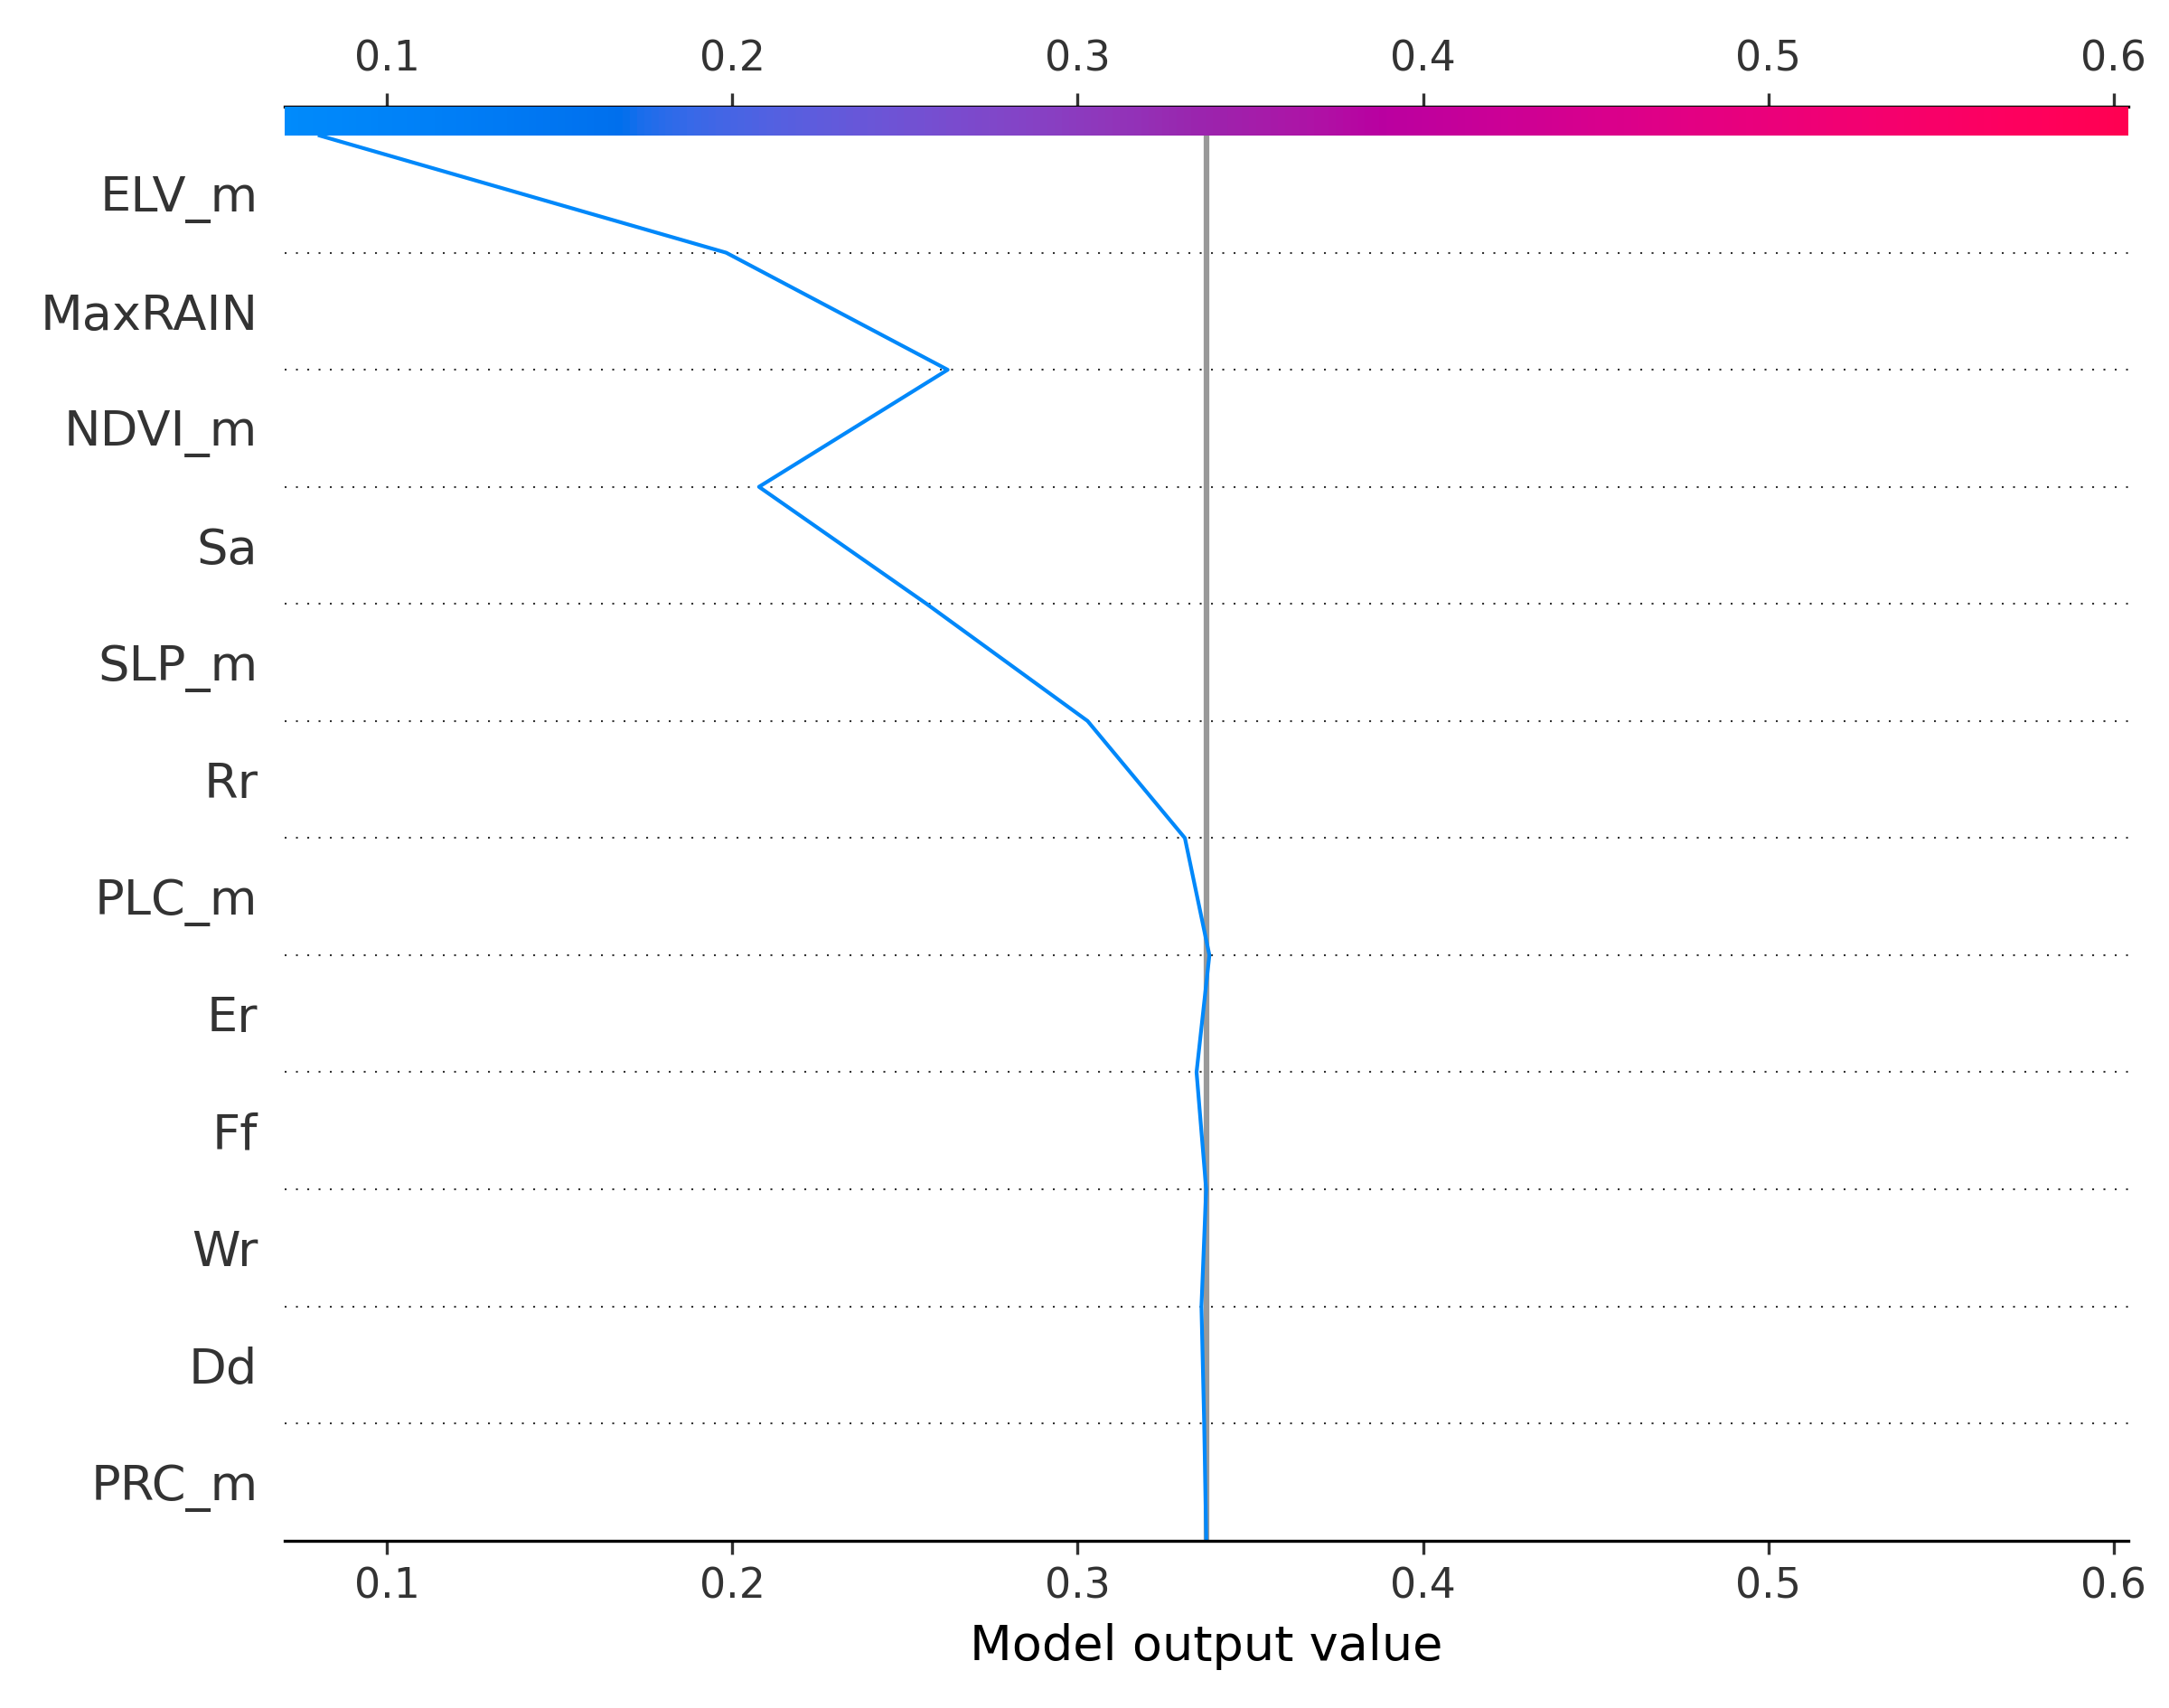 0.1 0.2 0.3 0.4 0.5 0.6
ELV_m
MaxRAIN
NDVI_m
Sa
SLP_m
Rr
PLC_m
Er
Ff
Wr
Dd
PRC_m
0.1 0.2 0.3 0.4 0.5 0.6
Model output value